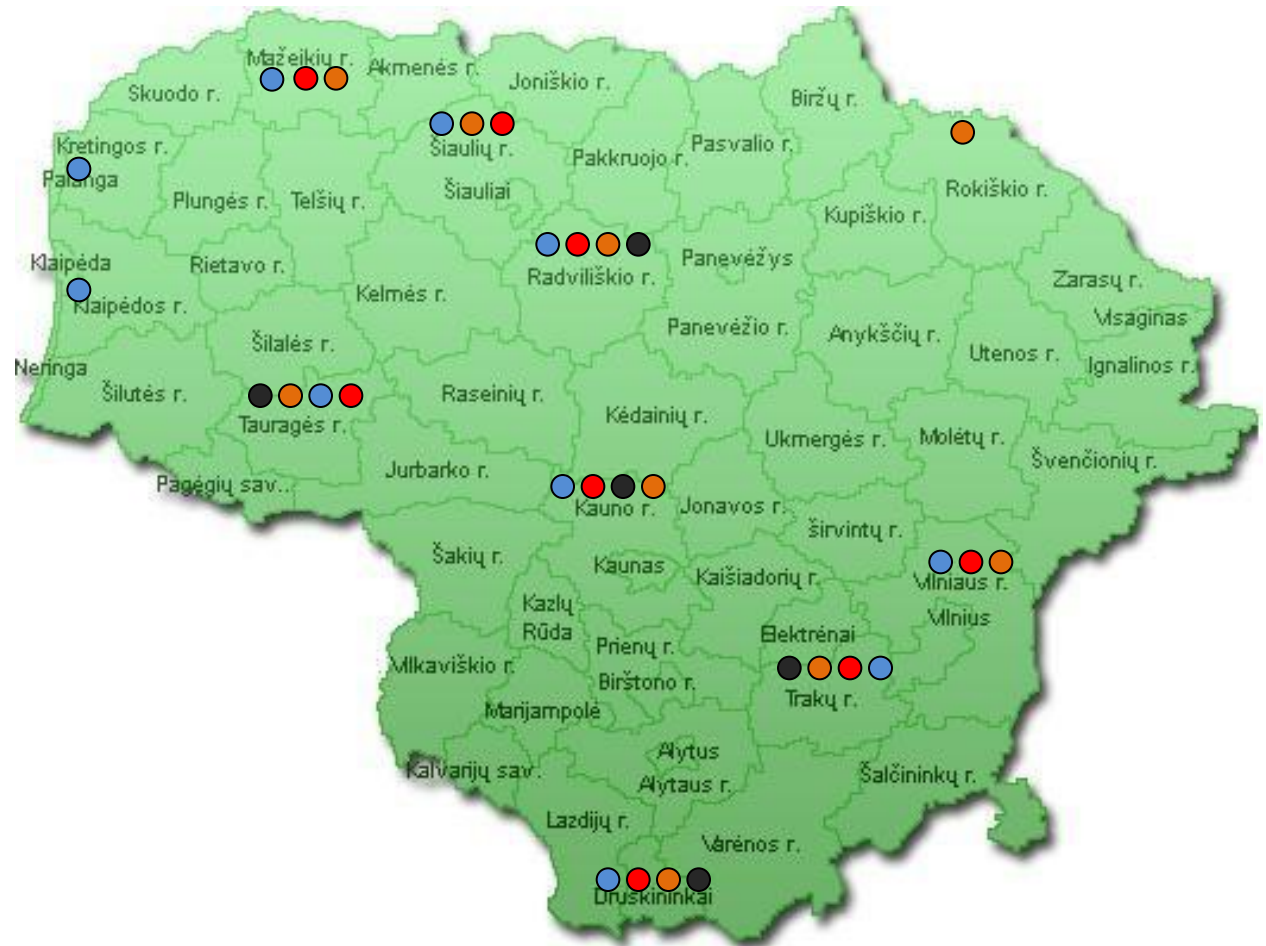 Mažeikių r.
Akmenės r.
Joniškio r.
Skuodo r.
Biržų r.
Kretingos r.
Palanga
Šiaulių r.
Šiauliai
Pakkruojo r.
Pasvalio r.
Rokiškio r.
Plungės r.
Telšių r.
Kupiškio r.
Klaipėda
Klaipėdos r.
Rietavo r.
Kelmės r.
Radviliškio r.
Panevėžys
Zarasų r.
Visaginas
Panevėžio r.
Anykščių r.
Utenos r.
Ignalinos r.
Neringa
Šilalės r.
Šilutės r.
Tauragės r.
Raseinių r.
Kėdainių r.
Ukmergės r.
Molėtų r.
Švenčionių r.
Pagėgių sav...
Jurbarko r.
Kauno r.
Jonavos r.
širvintų r.
Šakių r.
Kaunas
Kaišiadorių r.
Vilniaus r.
Vilnius
Kazlų
Rūda
Prienų r.
Elektrėnai
Vilkaviškio r.
Birštono r.
Trakų r.
Marijampolė
Kalvarijų sav.
Alytus
Alytaus r.
Šalčininkų r.
Lazdijų r.
Varėnos r.
Druskininkai